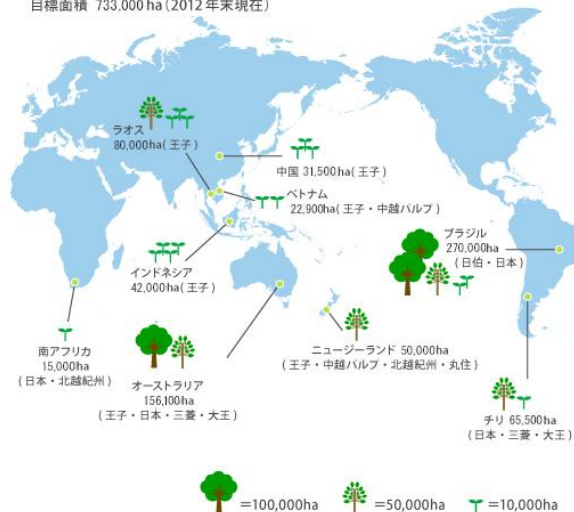 目標面積 733,000 ha (2012年末現在)
ラオス
80,000ha(王子)
中国 31,500ha(王子)
ベトナム
22,900ha(王子・中越パルプ)
インドネシア
42,000ha(王子)
ブラジル
270,000ha
(日伯・日本)
南アフリカ
15,000ha
(日本・北越紀州)
オーストラリア
156,100ha
(王子・日本・三菱・大王)
ニュージーランド 50,000ha
(王子・中越パルプ・北越紀州・丸住)
チリ 65,500ha
(日本・三菱・大王)
=100,000ha =50,000ha =10,000ha